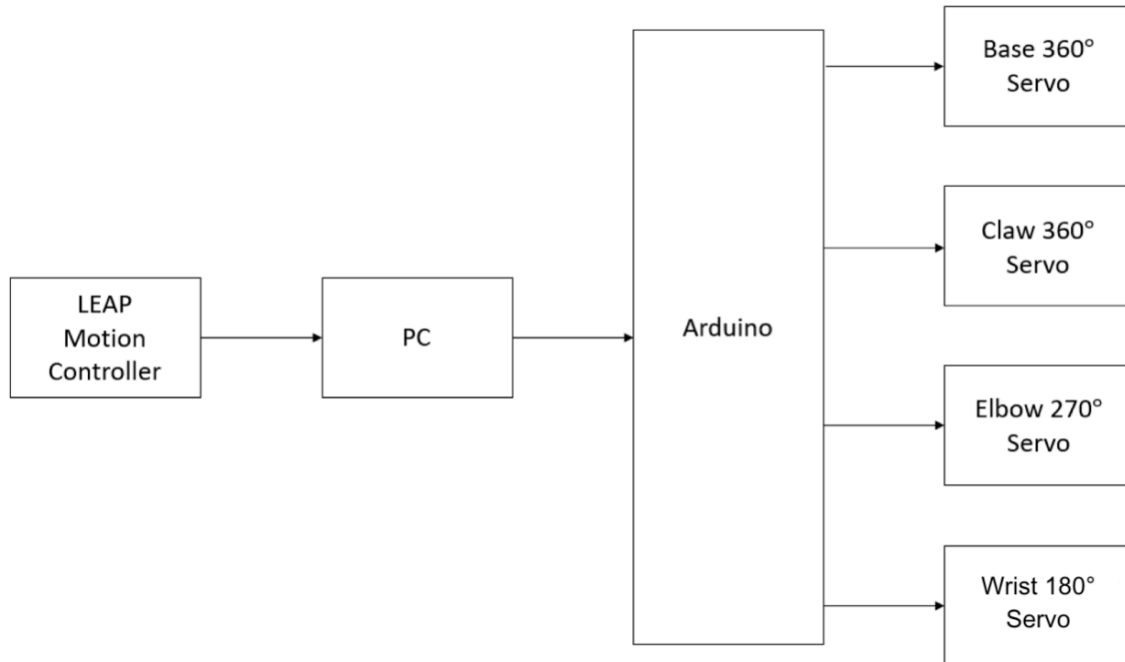 LEAP
Motion
Controller
PC
Arduino
Base 360°
Servo
Claw 360°
Servo
Elbow 270°
Servo
Wrist 180°
Servo